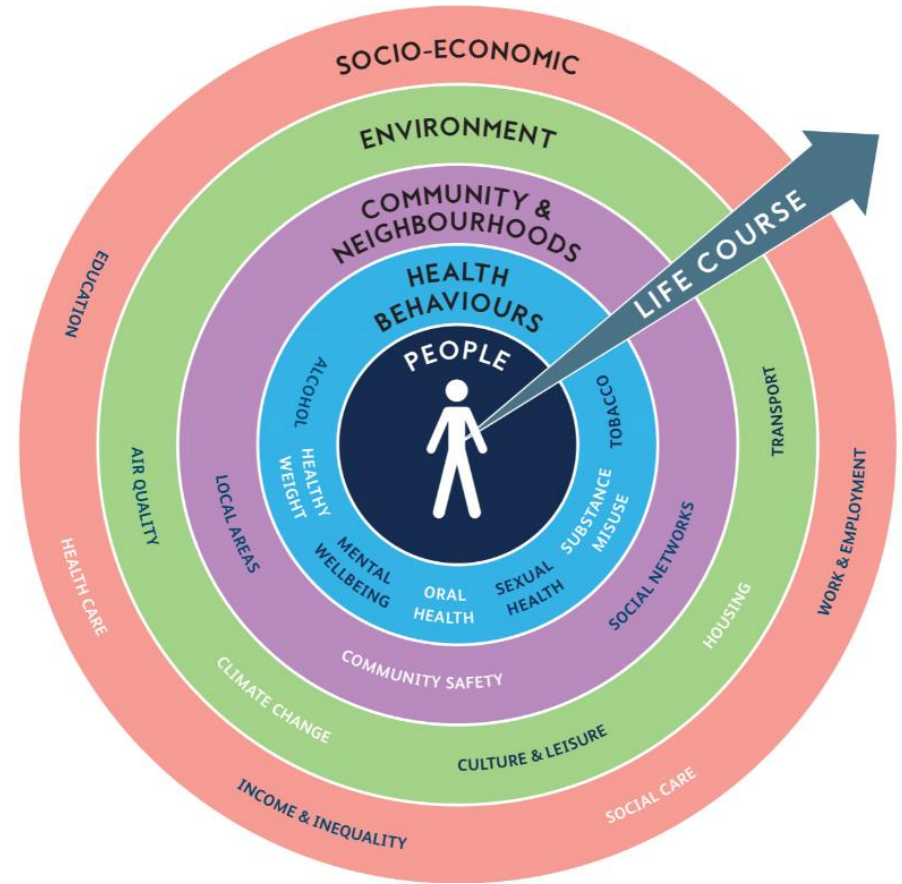 SOCIO-ECONOMIC
ENVIRONMENT
COMMUNITY &
NEIGHBOURHOODS
HEALTH
BEHAVIOURS
PEOPLE
LIFE COURSE
ALCOHOL
HEALTHY
WEIGHT
MENTAL
WELLBEING
ORAL
HEALTH
SEXUAL
HEALTH
SUBSTANCE
MISUSE
TOBACCO
LOCAL AREAS
COMMUNITY SAFETY
SOCIAL NETWORKS
AIR QUALITY
CLIMATE CHANGE
CULTURE & LEISURE
HOUSING
TRANSPORT
EDUCATION
HEALTH CARE
INCOME & INEQUALITY
SOCIAL CARE
WORK & EMPLOYMENT